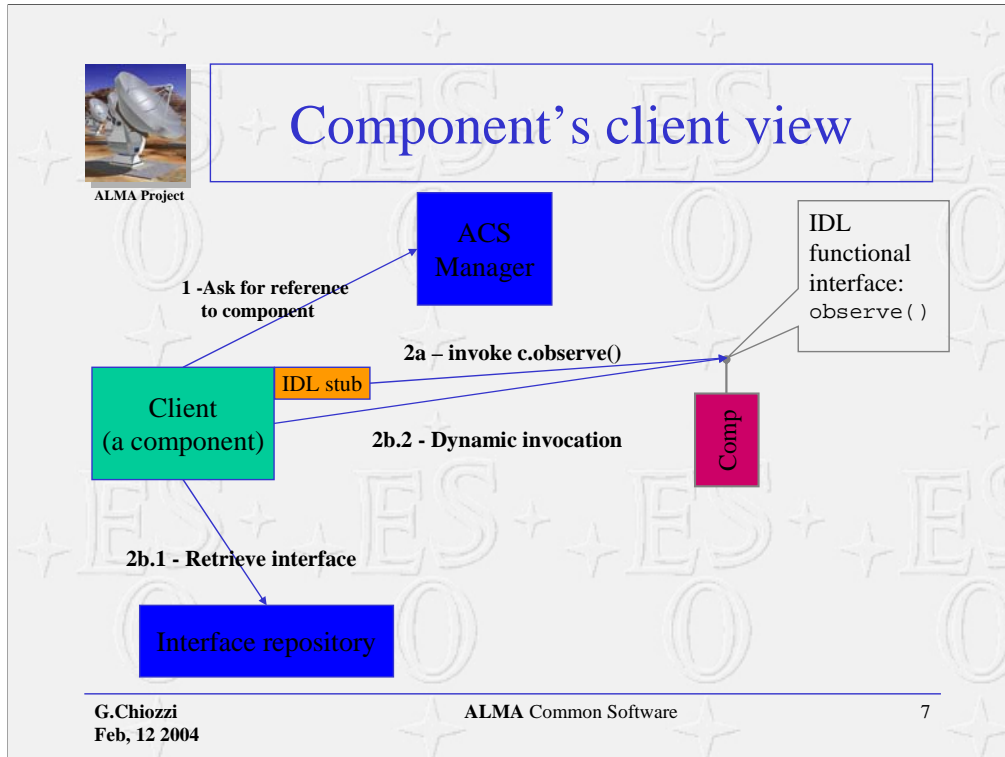 Component’s client view
ALMA Project
ACS
Manager
IDL
functional
interface:
observe()
1 -Ask for reference
to component
2a – invoke c.observe()
IDL stub
Client
(a component)
2b.2 - Dynamic invocation
Comp
2b.1 - Retrieve interface
Interface repository
G.Chiozzi
Feb, 12 2004
ALMA Common Software
7